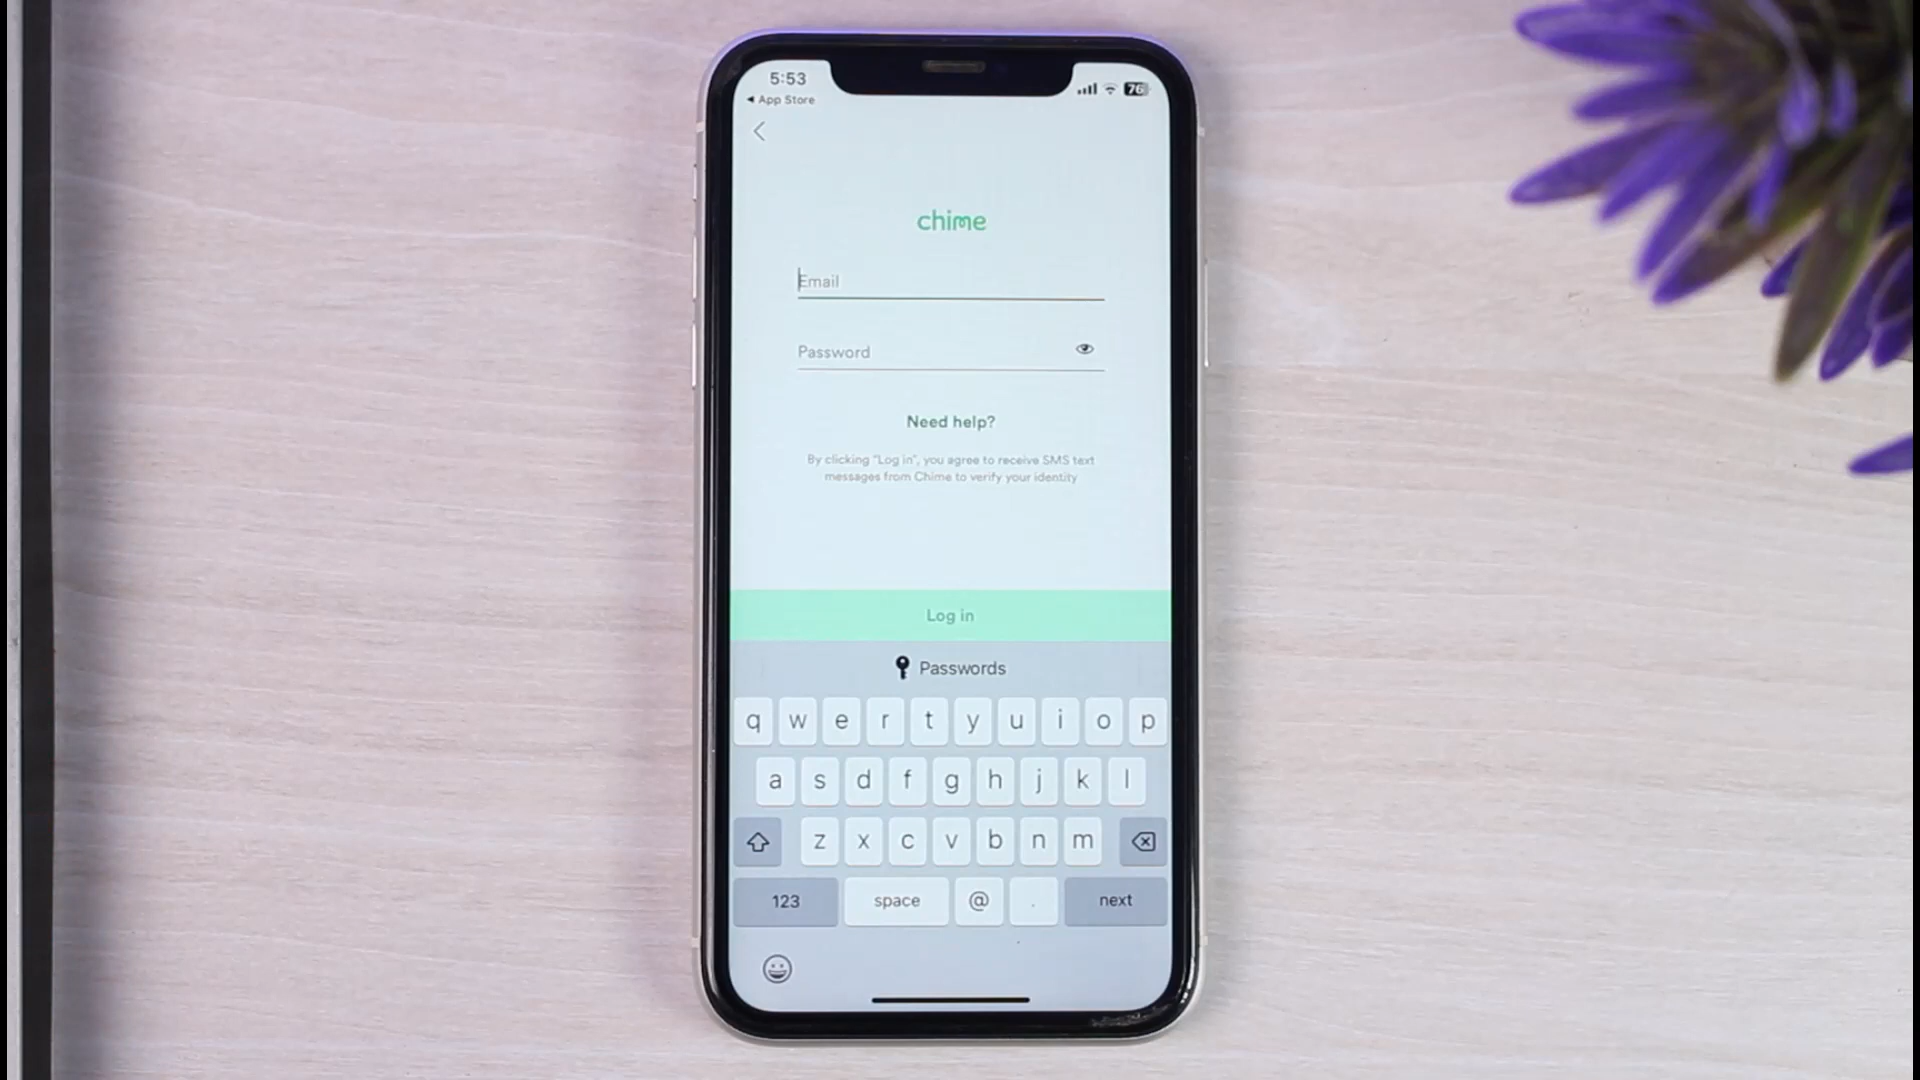 5:53
76
◀ App Store
chime
Email
Password
Need help?
By clicking "Log in", you agree to receive SMS text
messages from Chime to verify your identity
Log in
Passwords
q w e r t y u i o p
a s d f g h j k l
z x c v b n m
123 space @ . next